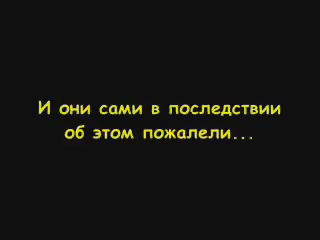 И они сами в последствии
об этом пожалели...